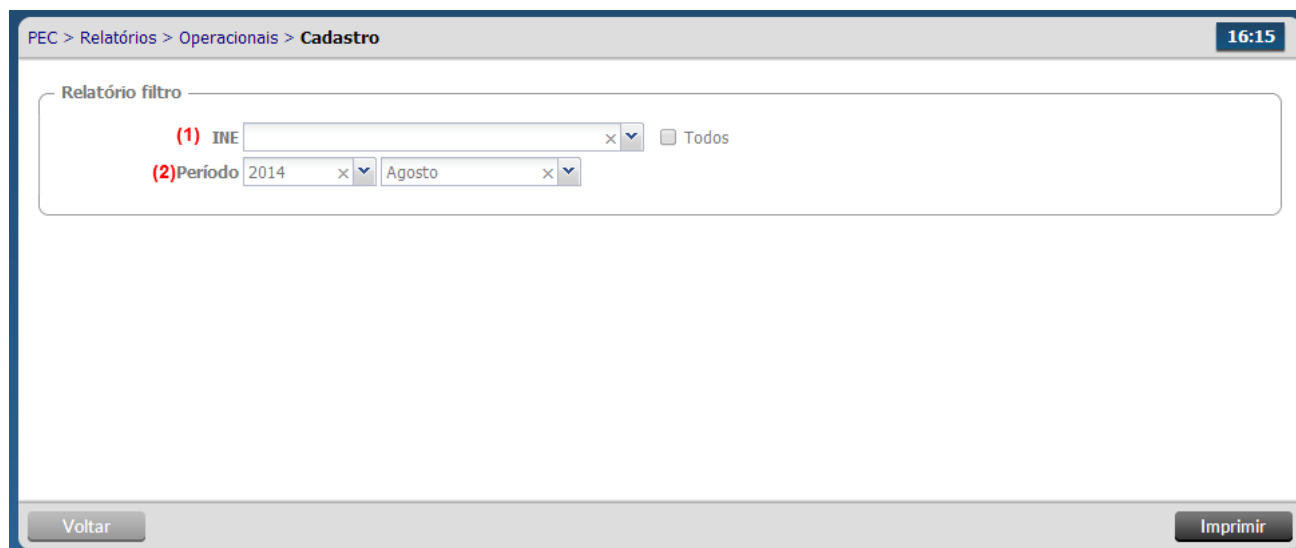 PEC > Relatórios > Operacionais > Cadastro 16:15
Relatório filtro
(1) INE Todos
(2)Período 2014 Agosto
Voltar Imprimir